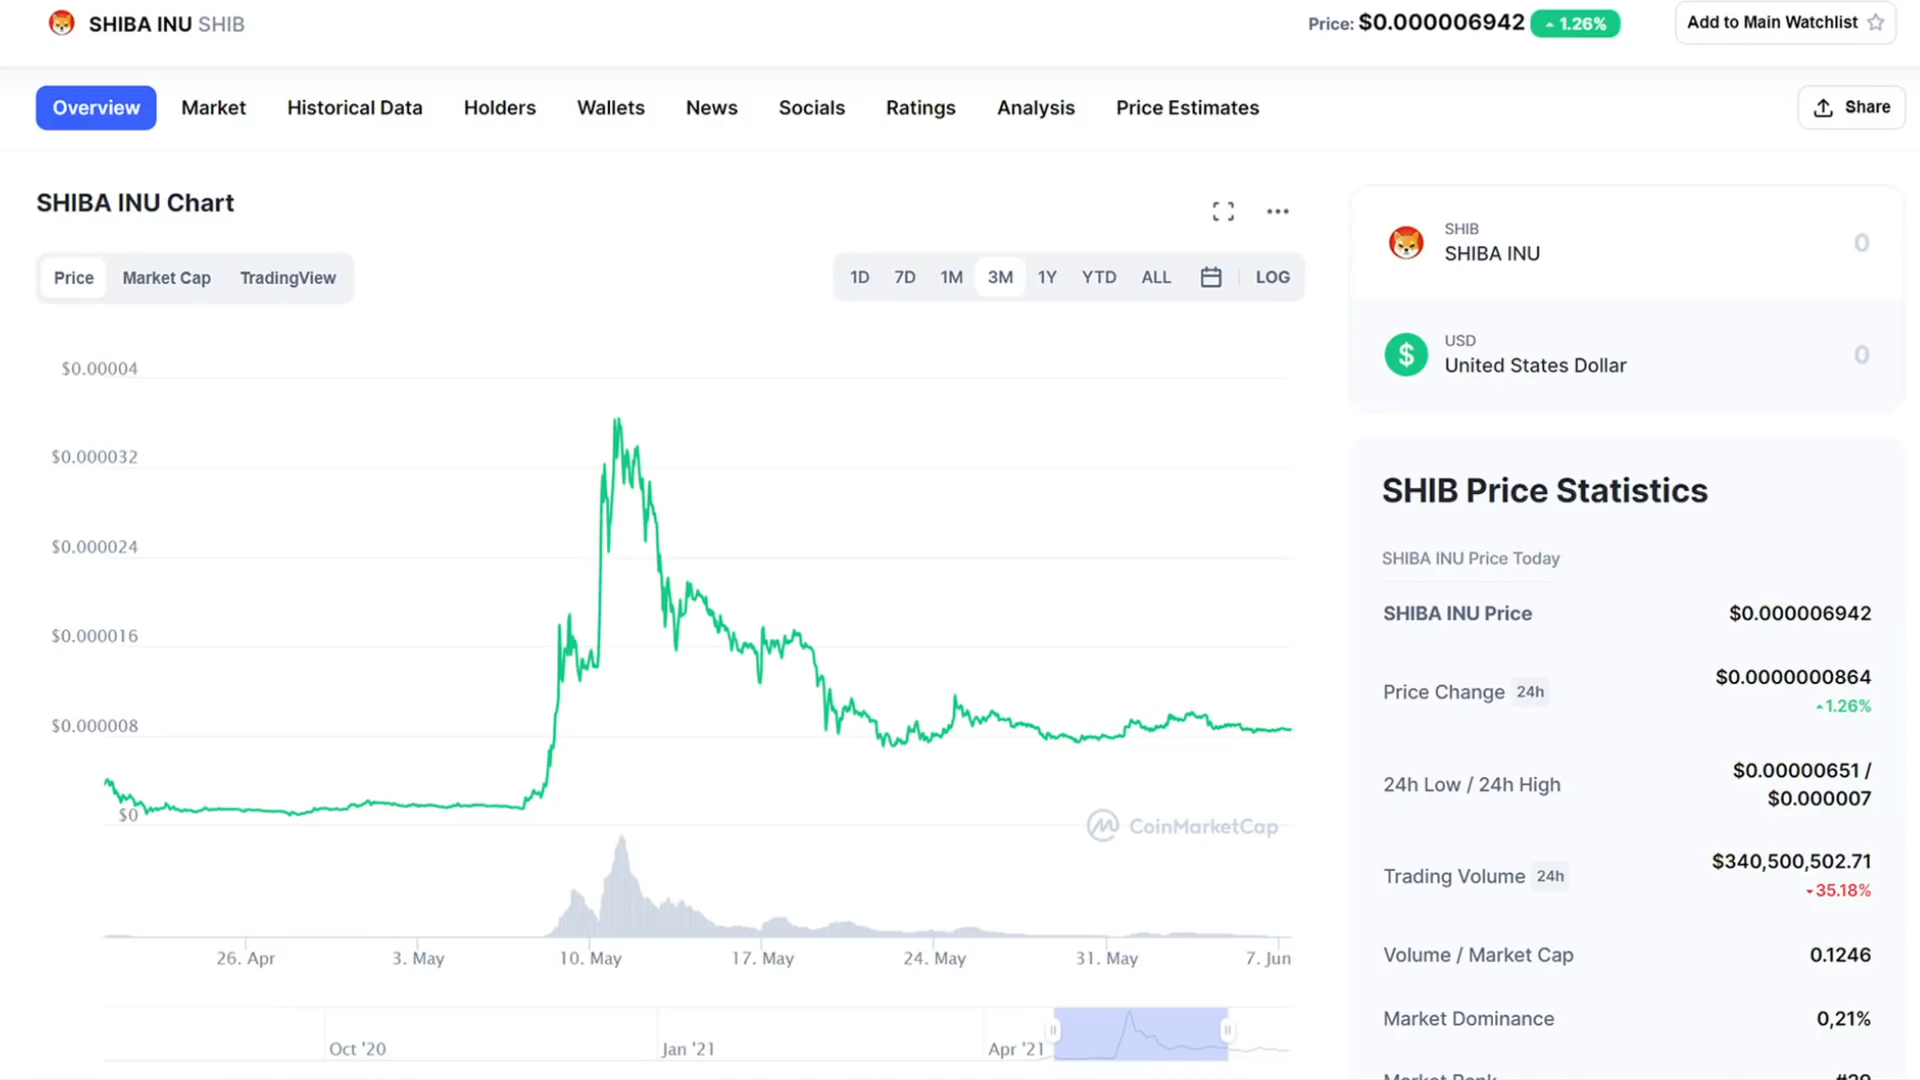 SHIBA INU SHIB
Price: $0.000006942 1.26%
Add to Main Watchlist
Overview Market Historical Data Holders Wallets News Socials Ratings Analysis Price Estimates
Share
SHIBA INU Chart
Price Market Cap TradingView
1D 7D 1M 3M 1Y YTD ALL LOG
$0.00004
$0.000032
$0.000024
$0.000016
$0.000008
$0
CoinMarketCap
26. Apr 3. May 10. May 17. May 24. May 31. May 7. Jun
Oct '20 Jan '21 Apr '21
SHIB
SHIBA INU 0
USD
United States Dollar 0
SHIB Price Statistics
SHIBA INU Price Today
SHIBA INU Price $0.000006942
Price Change 24h $0.0000000864
1.26%
24h Low / 24h High $0.00000651 /
$0.000007
Trading Volume 24h $340,500,502.71
35.18%
Volume / Market Cap 0.1246
Market Dominance 0,21%